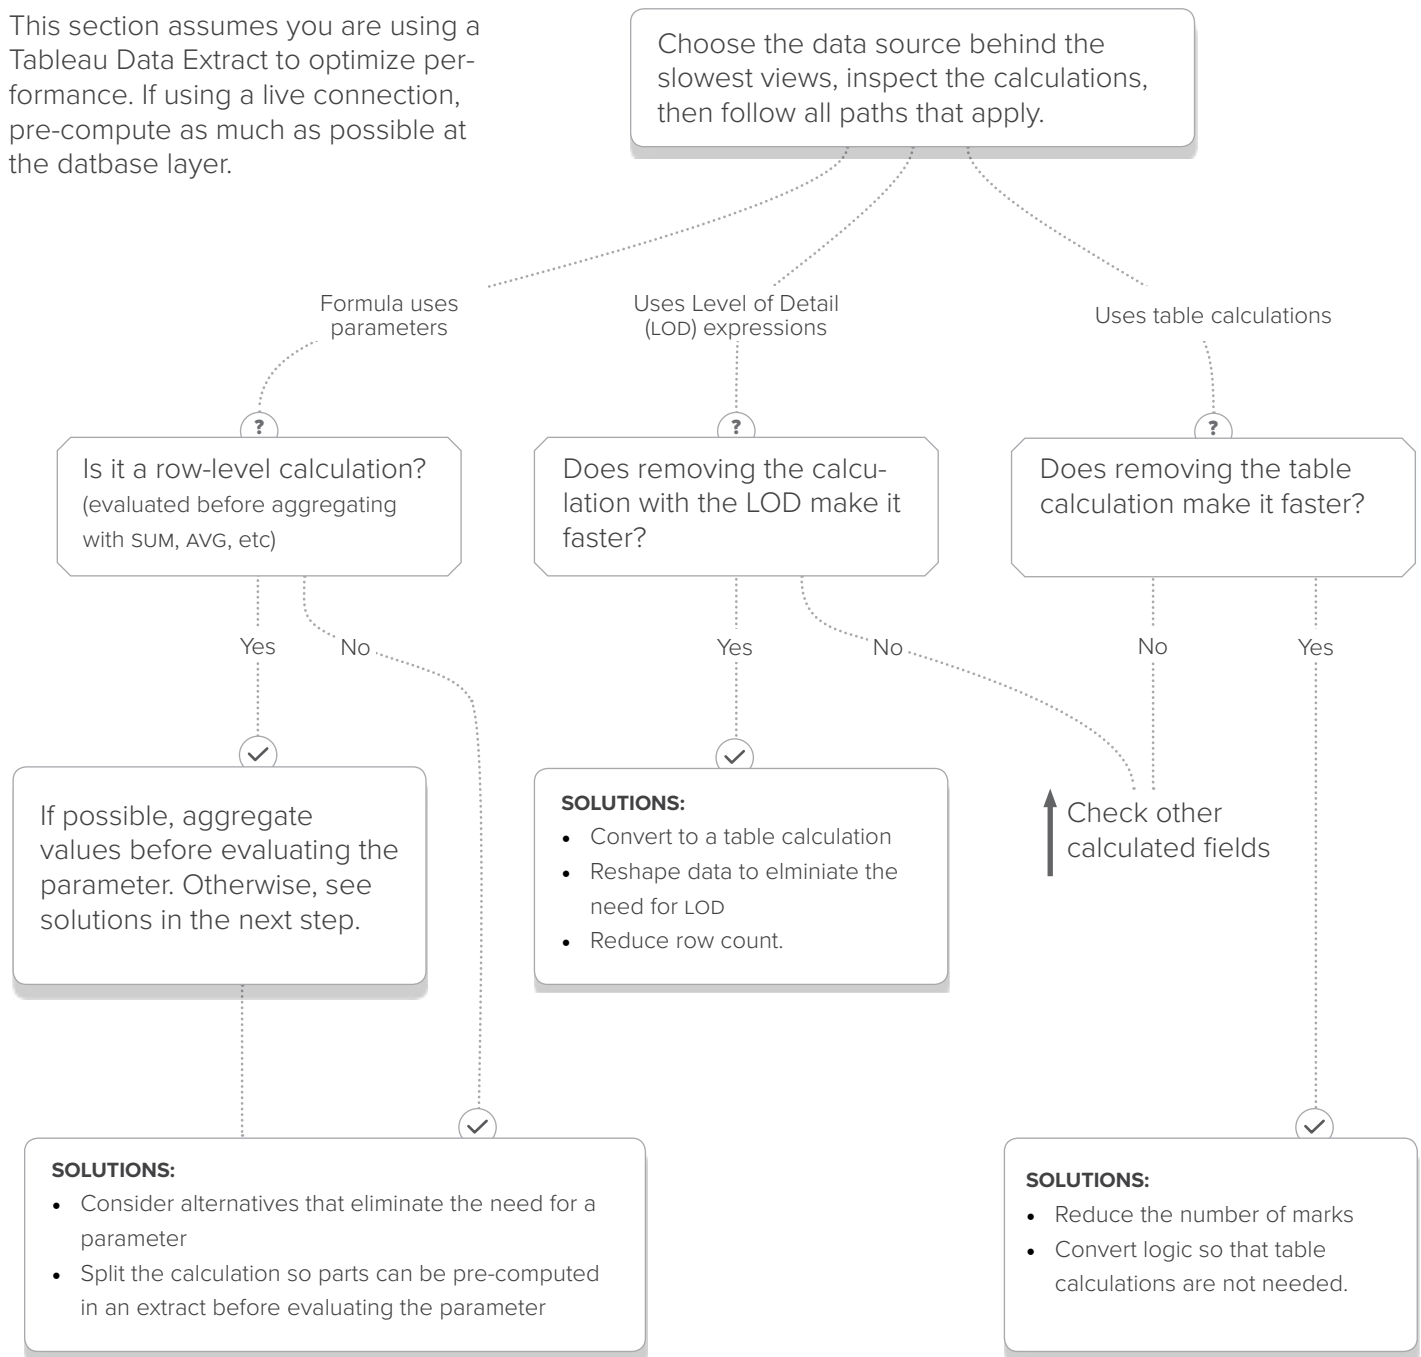 This section assumes you are using a
Tableau Data Extract to optimize per-
formance. If using a live connection,
pre-compute as much as possible at
the datbase layer.
Choose the data source behind the
slowest views, inspect the calculations,
then follow all paths that apply.
Formula uses
parameters
Uses Level of Detail
(LOD) expressions
Uses table calculations
?
?
?
Is it a row-level calculation?
(evaluated before aggregating
with SUM, AVG, etc)
Does removing the calcu-
lation with the LOD make it
faster?
Does removing the table
calculation make it faster?
Yes
No
Yes
No
No
Yes
If possible, aggregate
values before evaluating the
parameter. Otherwise, see
solutions in the next step.
SOLUTIONS:
• Convert to a table calculation
• Reshape data to elminiate the
need for LOD
• Reduce row count.
Check other
calculated fields
SOLUTIONS:
• Consider alternatives that eliminate the need for a
parameter
• Split the calculation so parts can be pre-computed
in an extract before evaluating the parameter
SOLUTIONS:
• Reduce the number of marks
• Convert logic so that table
calculations are not needed.